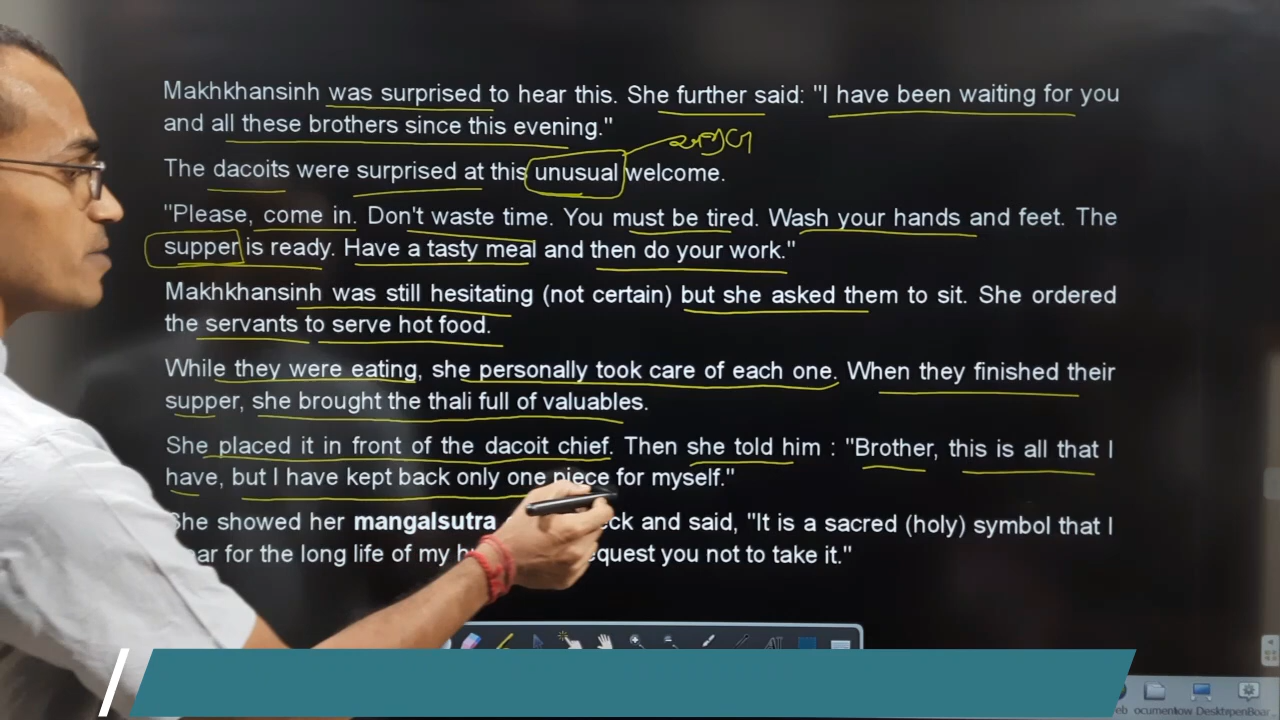 Makhkhansinh was surprised to hear this. She further said: "I have been waiting for you
and all these brothers since this evening."
The dacoits were surprised at this unusual welcome.
"Please, come in. Don't waste time. You must be tired. Wash your hands and feet. The
supper is ready. Have a tasty meal and then do your work."
Makhkhansinh was still hesitating (not certain) but she asked them to sit. She ordered
the servants to serve hot food.
While they were eating, she personally took care of each one. When they finished their
supper, she brought the thali full of valuables.
She placed it in front of the dacoit chief. Then she told him : "Brother, this is all that I
have, but I have kept back only one piece for myself."
She showed her mangalsutra and said, "It is a sacred (holy) symbol that I
for the long life of my you not to take it."